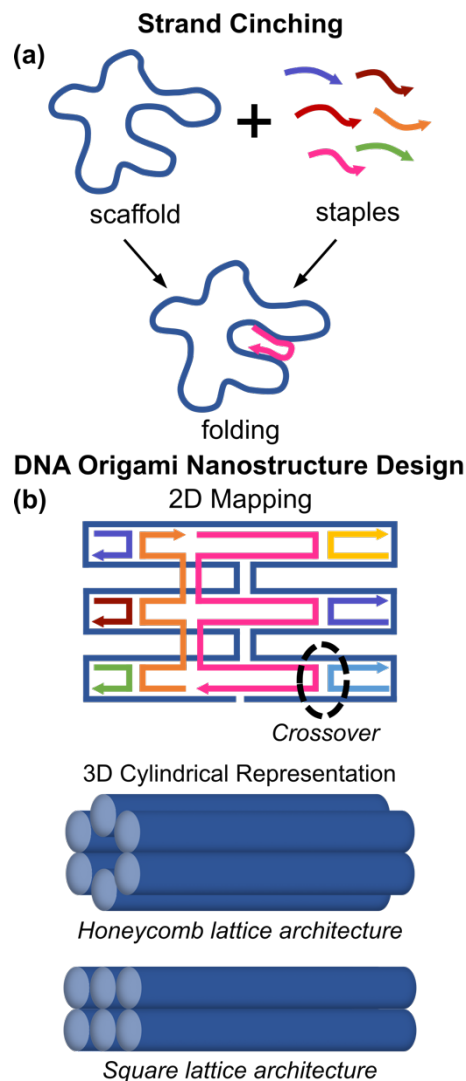 Strand Cinching
(a)
+
scaffold
staples
folding
DNA Origami Nanostructure Design
(b)
2D Mapping
Crossover
3D Cylindrical Representation
Honeycomb lattice architecture
Square lattice architecture